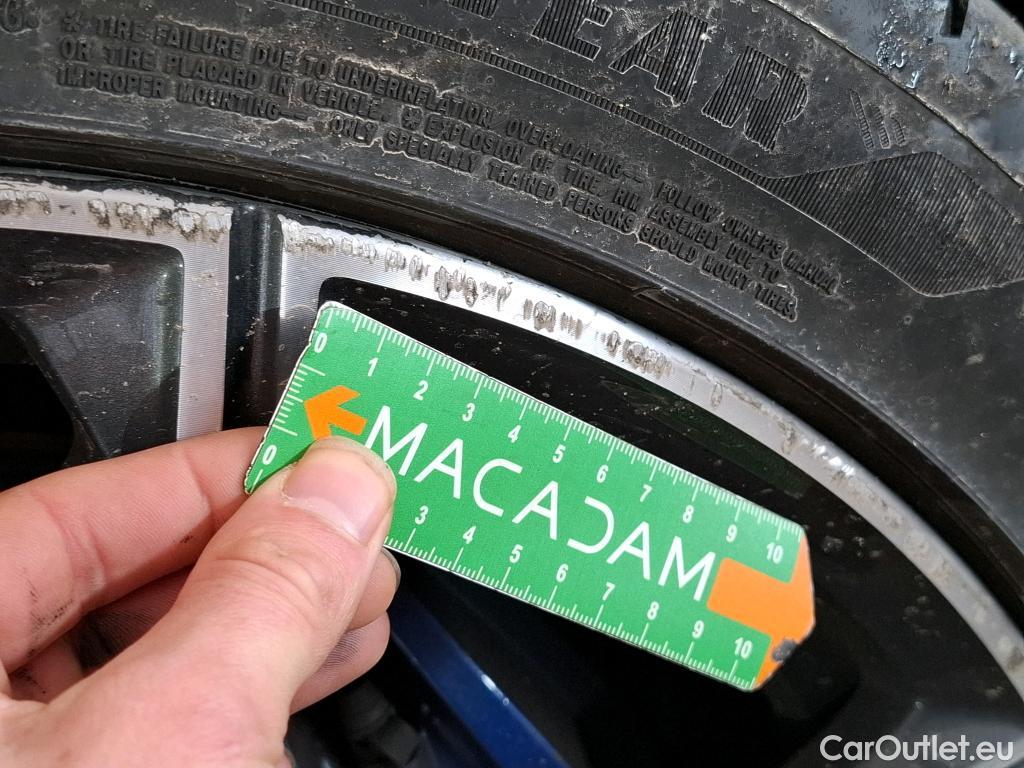 EAR
* TIRE FAILURE DUE TO UNDERINFLATION OVERLOADING— FOLLOW OWNER'S MANUAL
OR TIRE PLACARD IN VEHICLE. * EXPLOSION OF TIRE RIM ASSEMBLY DUE TO
IMPROPER MOUNTING— ONLY SPECIALLY TRAINED PERSONS SHOULD MOUNT TIRES.
0 1 2 3 4 5 6 7 8 9 10
MACADAM
0 3 4 5 6 7 8 9 10
CarOutlet.eu